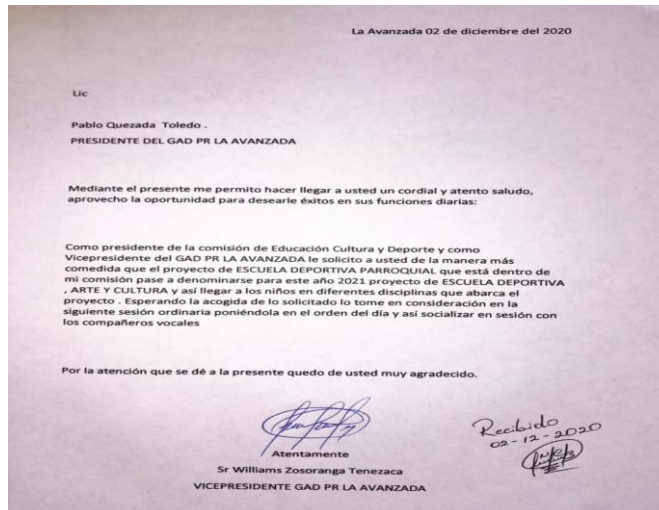 La Avanzada 02 de diciembre del 2020
Lic
Pablo Quezada Toledo .
PRESIDENTE DEL GAD PR LA AVANZADA
Mediante el presente me permito hacer llegar a usted un cordial y atento saludo,
aprovecho la oportunidad para desearle éxitos en sus funciones diarias:
Como presidente de la comisión de Educación Cultura y Deporte y como
Vicepresidente del GAD PR LA AVANZADA le solicito a usted de la manera más
comedida que el proyecto de ESCUELA DEPORTIVA PARROQUIAL que está dentro de
mi comisión pase a denominarse para este año 2021 proyecto de ESCUELA DEPORTIVA
, ARTE Y CULTURA y así llegar a los niños en diferentes disciplinas que abarca el
proyecto . Esperando la acogida de lo solicitado lo tome en consideración en la
siguiente sesión ordinaria poniéndola en el orden del día y así socializar en sesión con
los compañeros vocales
Por la atención que se dé a la presente quedo de usted muy agradecido.
Recibido
02-12-2020
Atentamente
Sr Williams Zosoranga Tenezaca
VICEPRESIDENTE GAD PR LA AVANZADA